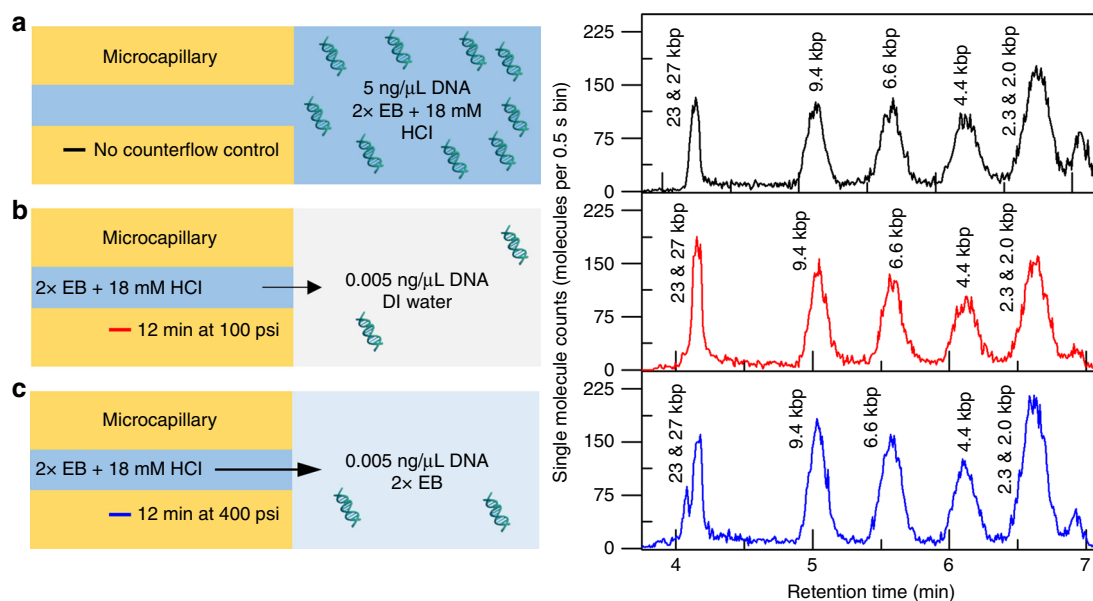 a
Microcapillary
No counterflow control
5 ng/µL DNA
2× EB + 18 mM
HCl
b
Microcapillary
2× EB + 18 mM HCl
12 min at 100 psi
0.005 ng/µL DNA
DI water
c
Microcapillary
2× EB + 18 mM HCl
12 min at 400 psi
0.005 ng/µL DNA
2× EB
Single molecule counts (molecules per 0.5 s bin)
225
150
75
0
23 & 27 kbp
9.4 kbp
6.6 kbp
4.4 kbp
2.3 & 2.0 kbp
225
150
75
0
23 & 27 kbp
9.4 kbp
6.6 kbp
4.4 kbp
2.3 & 2.0 kbp
225
150
75
0
23 & 27 kbp
9.4 kbp
6.6 kbp
4.4 kbp
2.3 & 2.0 kbp
4 5 6 7
Retention time (min)